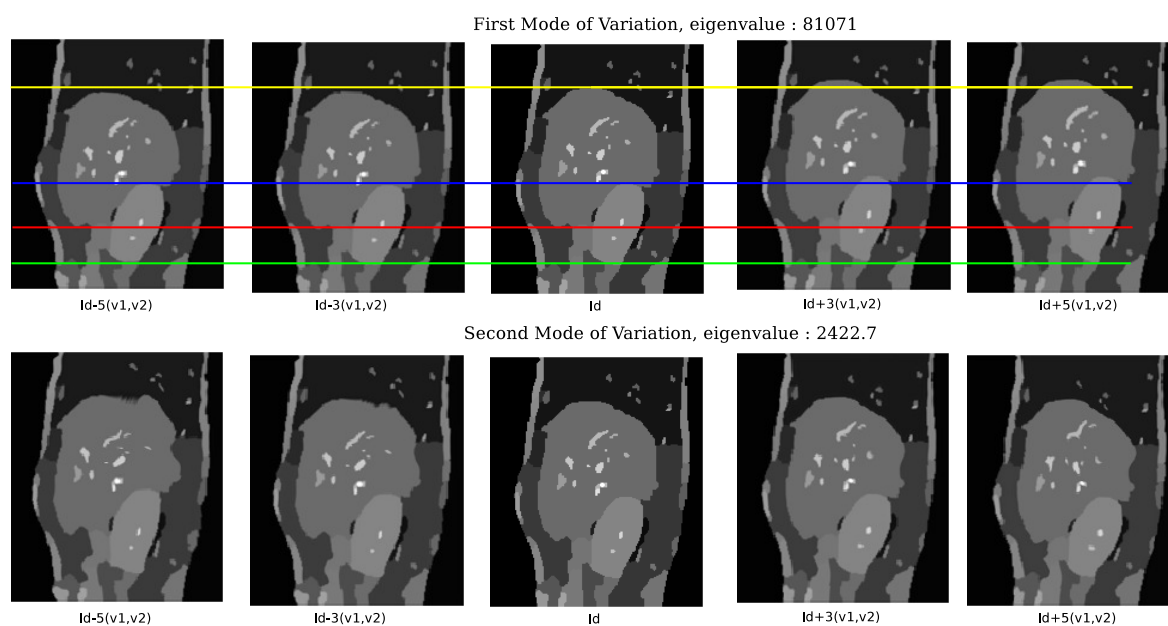 First Mode of Variation, eigenvalue : 81071
Id-5(v1,v2) Id-3(v1,v2) Id Id+3(v1,v2) Id+5(v1,v2)
Second Mode of Variation, eigenvalue : 2422.7
Id-5(v1,v2) Id-3(v1,v2) Id Id+3(v1,v2) Id+5(v1,v2)